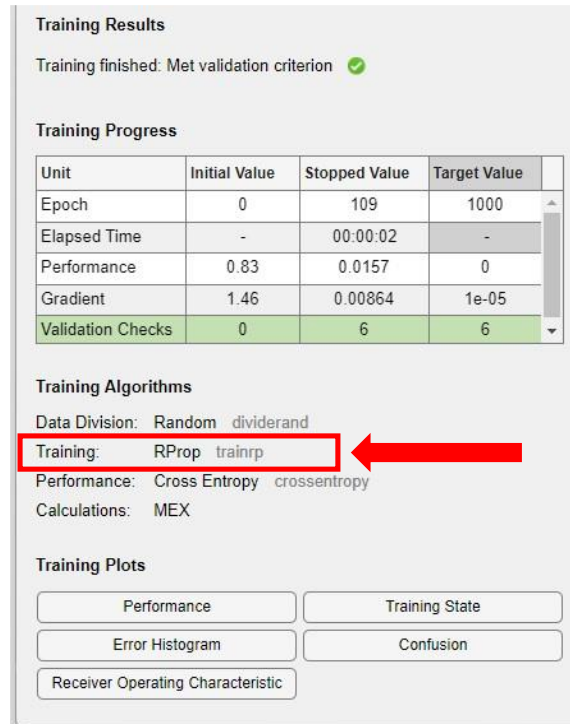 Training Results
Training finished: Met validation criterion
Training Progress
Unit Initial Value Stopped Value Target Value
Epoch 0 109 1000
Elapsed Time - 00:00:02 -
Performance 0.83 0.0157 0
Gradient 1.46 0.00864 1e-05
Validation Checks 0 6 6
Training Algorithms
Data Division: Random dividerand
Training: RProp trainrp
Performance: Cross Entropy crossentropy
Calculations: MEX
Training Plots
Performance Training State
Error Histogram Confusion
Receiver Operating Characteristic